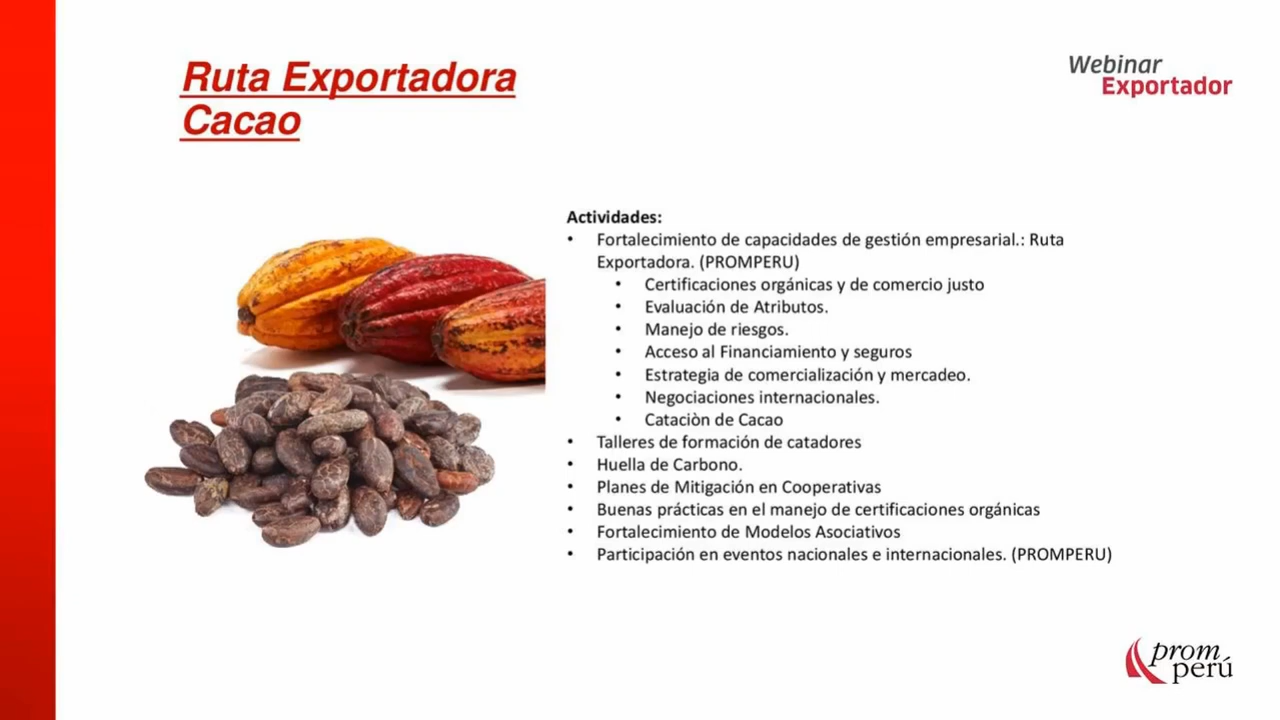 Ruta Exportadora
Cacao
Webinar
Exportador
Actividades:
• Fortalecimiento de capacidades de gestión empresarial.: Ruta
Exportadora. (PROMPERU)
• Certificaciones orgánicas y de comercio justo
• Evaluación de Atributos.
• Manejo de riesgos.
• Acceso al Financiamiento y seguros
• Estrategia de comercialización y mercadeo.
• Negociaciones internacionales.
• Cataciòn de Cacao
• Talleres de formación de catadores
• Huella de Carbono.
• Planes de Mitigación en Cooperativas
• Buenas prácticas en el manejo de certificaciones orgánicas
• Fortalecimiento de Modelos Asociativos
• Participación en eventos nacionales e internacionales. (PROMPERU)
prom
perú